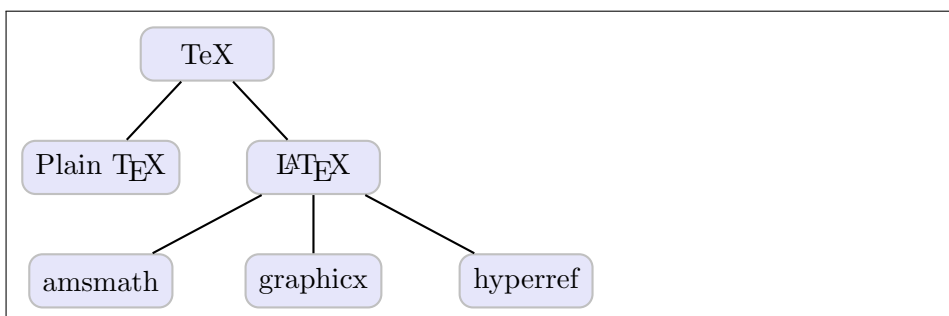 TeX
Plain TEX
LATEX
amsmath
graphicx
hyperref